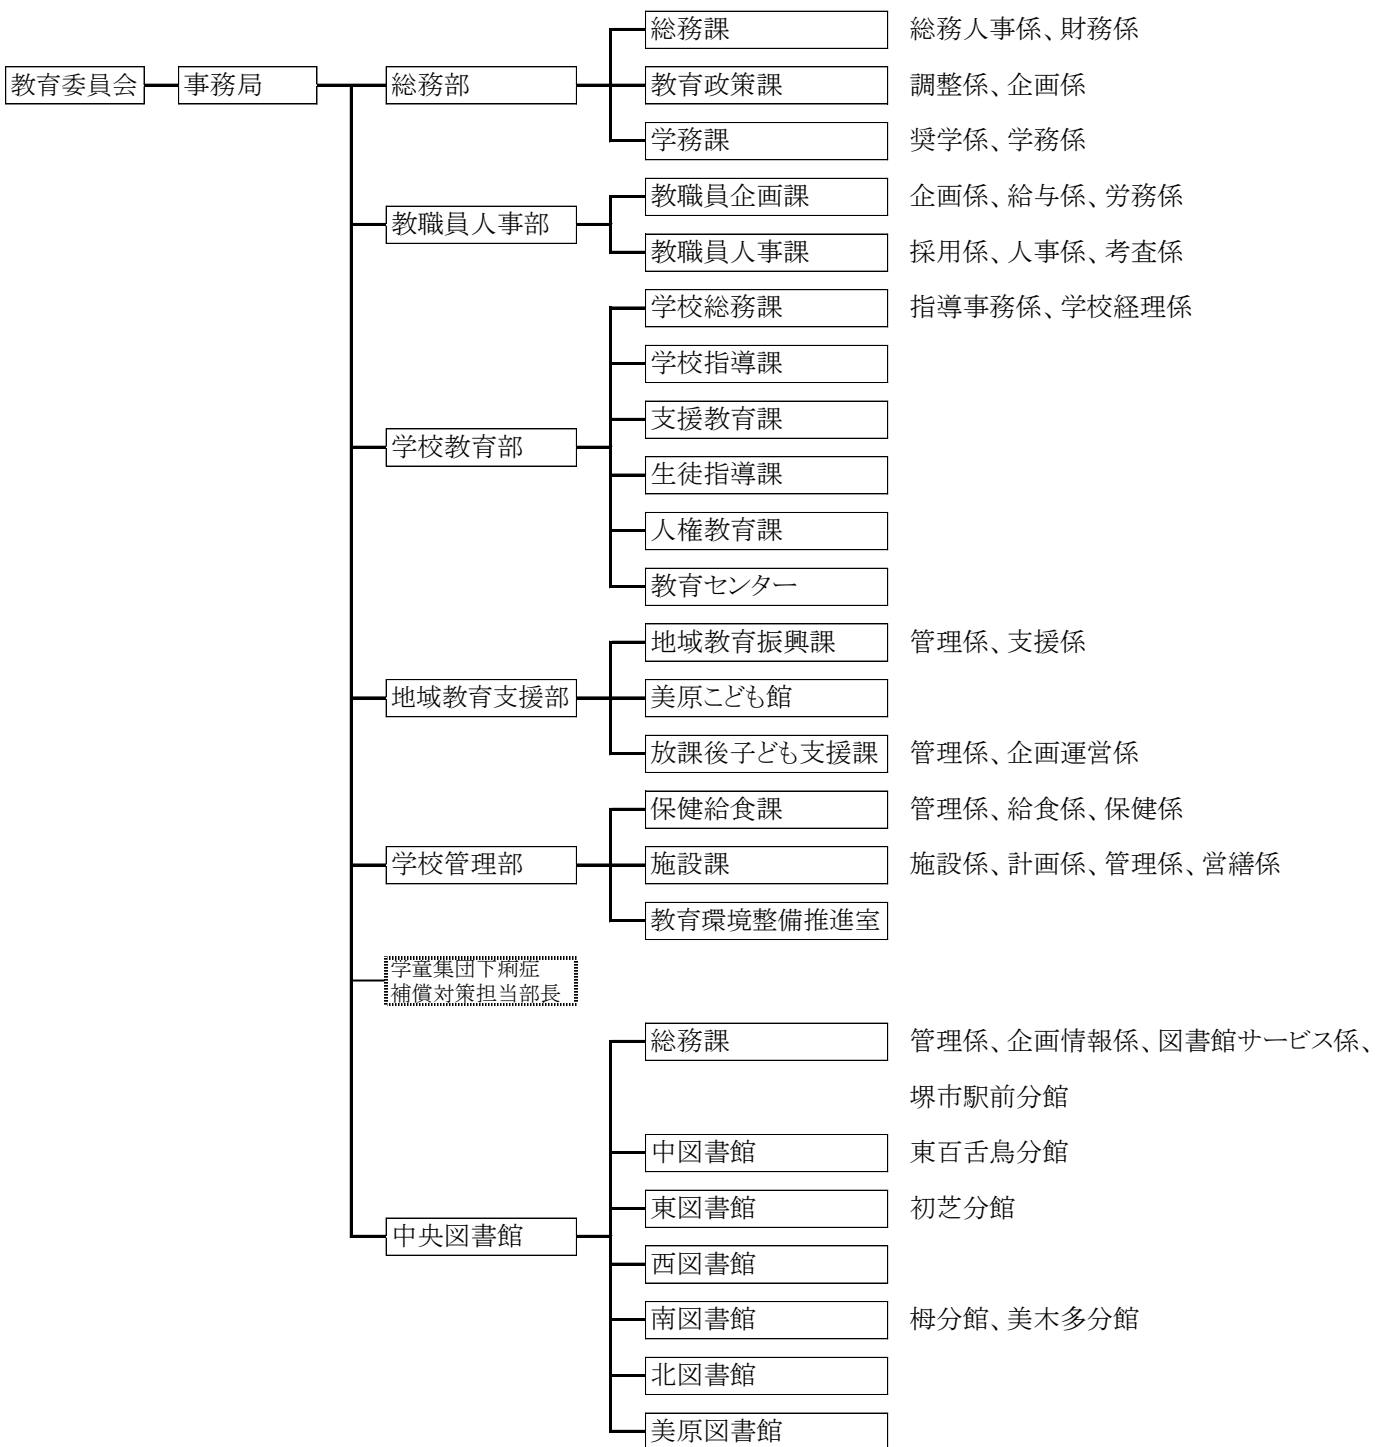 総務課 総務人事係、財務係
教育委員会 事務局 総務部 教育政策課 調整係、企画係
学務課 奨学係、学務係
教職員企画課 企画係、給与係、労務係
教職員人事部
教職員人事課 採用係、人事係、考査係
学校総務課 指導事務係、学校経理係
学校指導課
支援教育課
学校教育部
生徒指導課
人権教育課
教育センター
地域教育振興課 管理係、支援係
地域教育支援部 美原こども館
放課後子ども支援課 管理係、企画運営係
保健給食課 管理係、給食係、保健係
学校管理部 施設課 施設係、計画係、管理係、営繕係
教育環境整備推進室
学童集団下痢症
補償対策担当部長
総務課 管理係、企画情報係、図書館サービス係、
堺市駅前分館
中図書館 東百舌鳥分館
東図書館 初芝分館
中央図書館
西図書館
南図書館 栂分館、美木多分館
北図書館
美原図書館